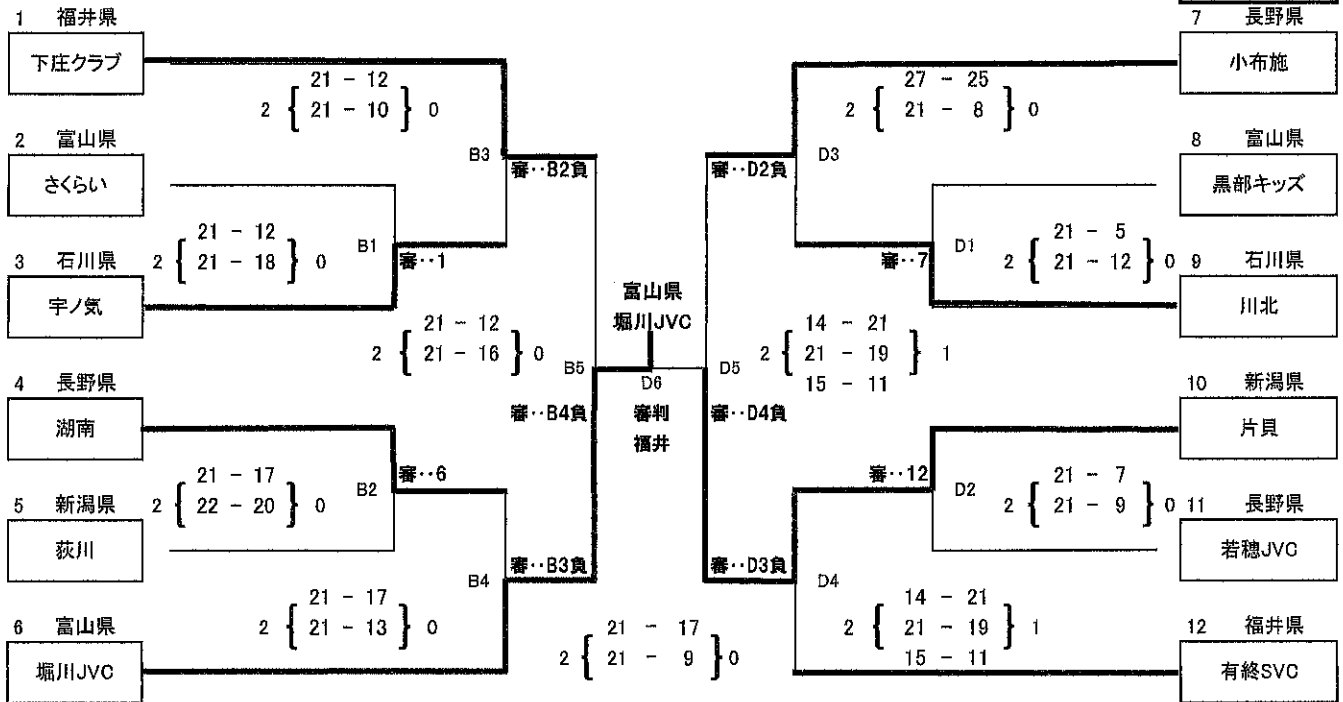 1 福井県
下庄クラブ
21 - 12
2 { 21 - 10 } 0
B3
審‥B2負
2 富山県
さくらい
21 - 12
2 { 21 - 18 } 0
B1
審‥1
3 石川県
宇ノ気
21 - 12
2 { 21 - 16 } 0
B5
審‥B4負
4 長野県
湖南
21 - 17
2 { 22 - 20 } 0
B2
審‥6
5 新潟県
荻川
審‥B3負
B4
21 - 17
2 { 21 - 13 } 0
6 富山県
堀川JVC
富山県
堀川JVC
D6
審判
福井
21 - 17
2 { 21 - 9 } 0
7 長野県
小布施
27 - 25
2 { 21 - 8 } 0
D3
審‥D2負
8 富山県
黒部キッズ
21 - 5
2 { 21 - 12 } 0
D1
審‥7
9 石川県
川北
14 - 21
2 { 21 - 19 } 1
15 - 11
D5
審‥D4負
10 新潟県
片貝
審‥12
D2
21 - 7
2 { 21 - 9 } 0
11 長野県
若穂JVC
審‥D3負
D4
14 - 21
2 { 21 - 19 } 1
15 - 11
12 福井県
有終SVC